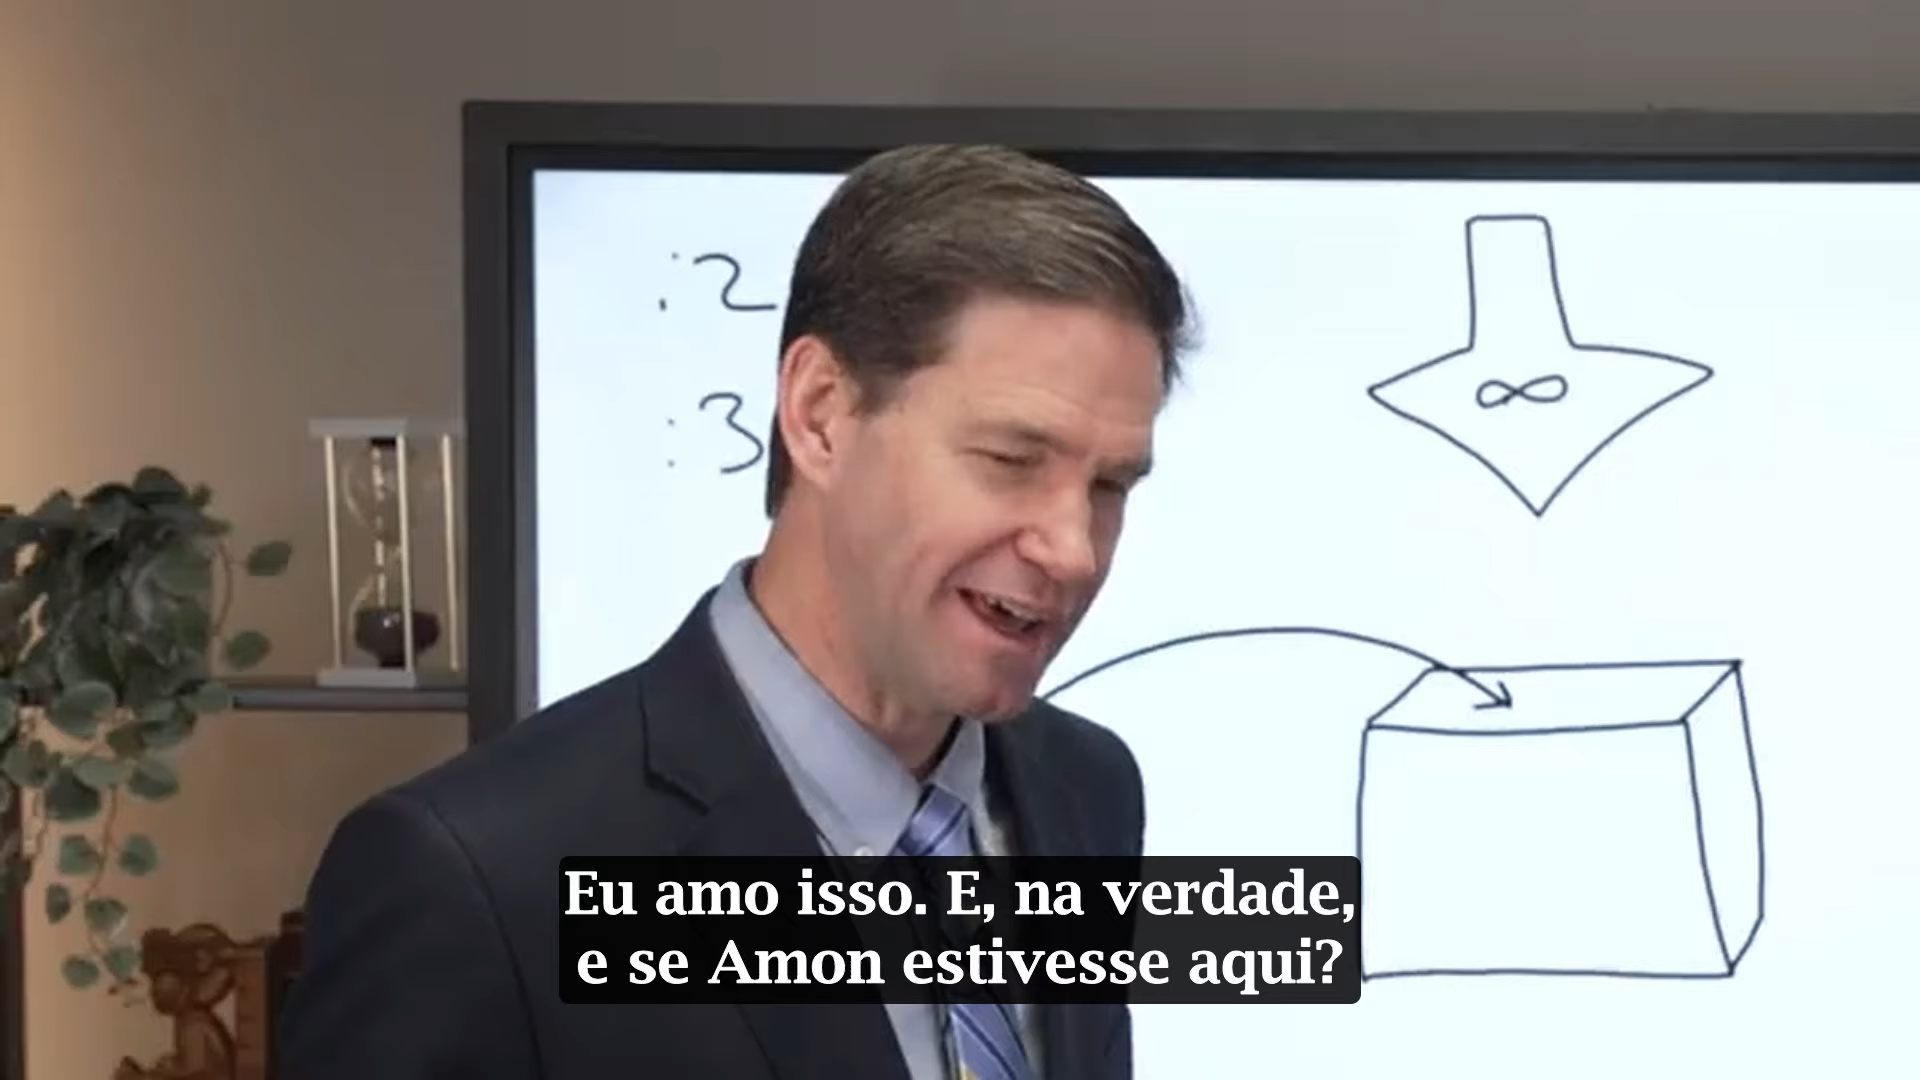 :2
:3
∞
Eu amo isso. E, na verdade,
e se Amon estivesse aqui?